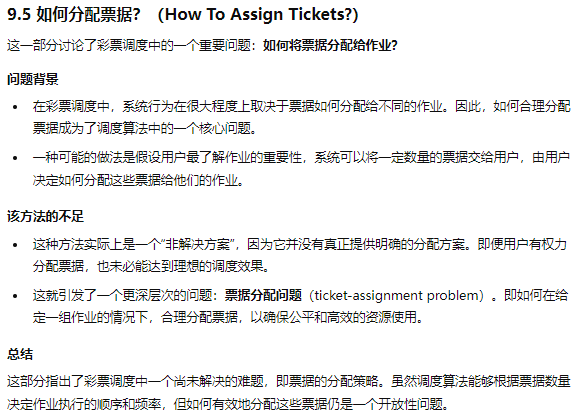 9.5 如何分配票据？（How To Assign Tickets?）
这一部分讨论了彩票调度中的一个重要问题：如何将票据分配给作业？
问题背景
• 在彩票调度中，系统行为在很大程度上取决于票据如何分配给不同的作业。因此，如何合理分配
票据成为了调度算法中的一个核心问题。
• 一种可能的做法是假设用户最了解作业的重要性，系统可以将一定数量的票据交给用户，由用户
决定如何分配这些票据给他们的作业。
该方法的不足
• 这种方法实际上是一个“非解决方案”，因为它并没有真正提供明确的分配方案。即便用户有权力
分配票据，也未必能达到理想的调度效果。
• 这就引发了一个更深层次的问题：票据分配问题（ticket-assignment problem）。即如何在给
定一组作业的情况下，合理分配票据，以确保公平和高效的资源使用。
总结
这部分指出了彩票调度中一个尚未解决的难题，即票据的分配策略。虽然调度算法能够根据票据数量
决定作业执行的顺序和频率，但如何有效地分配这些票据仍是一个开放性问题。